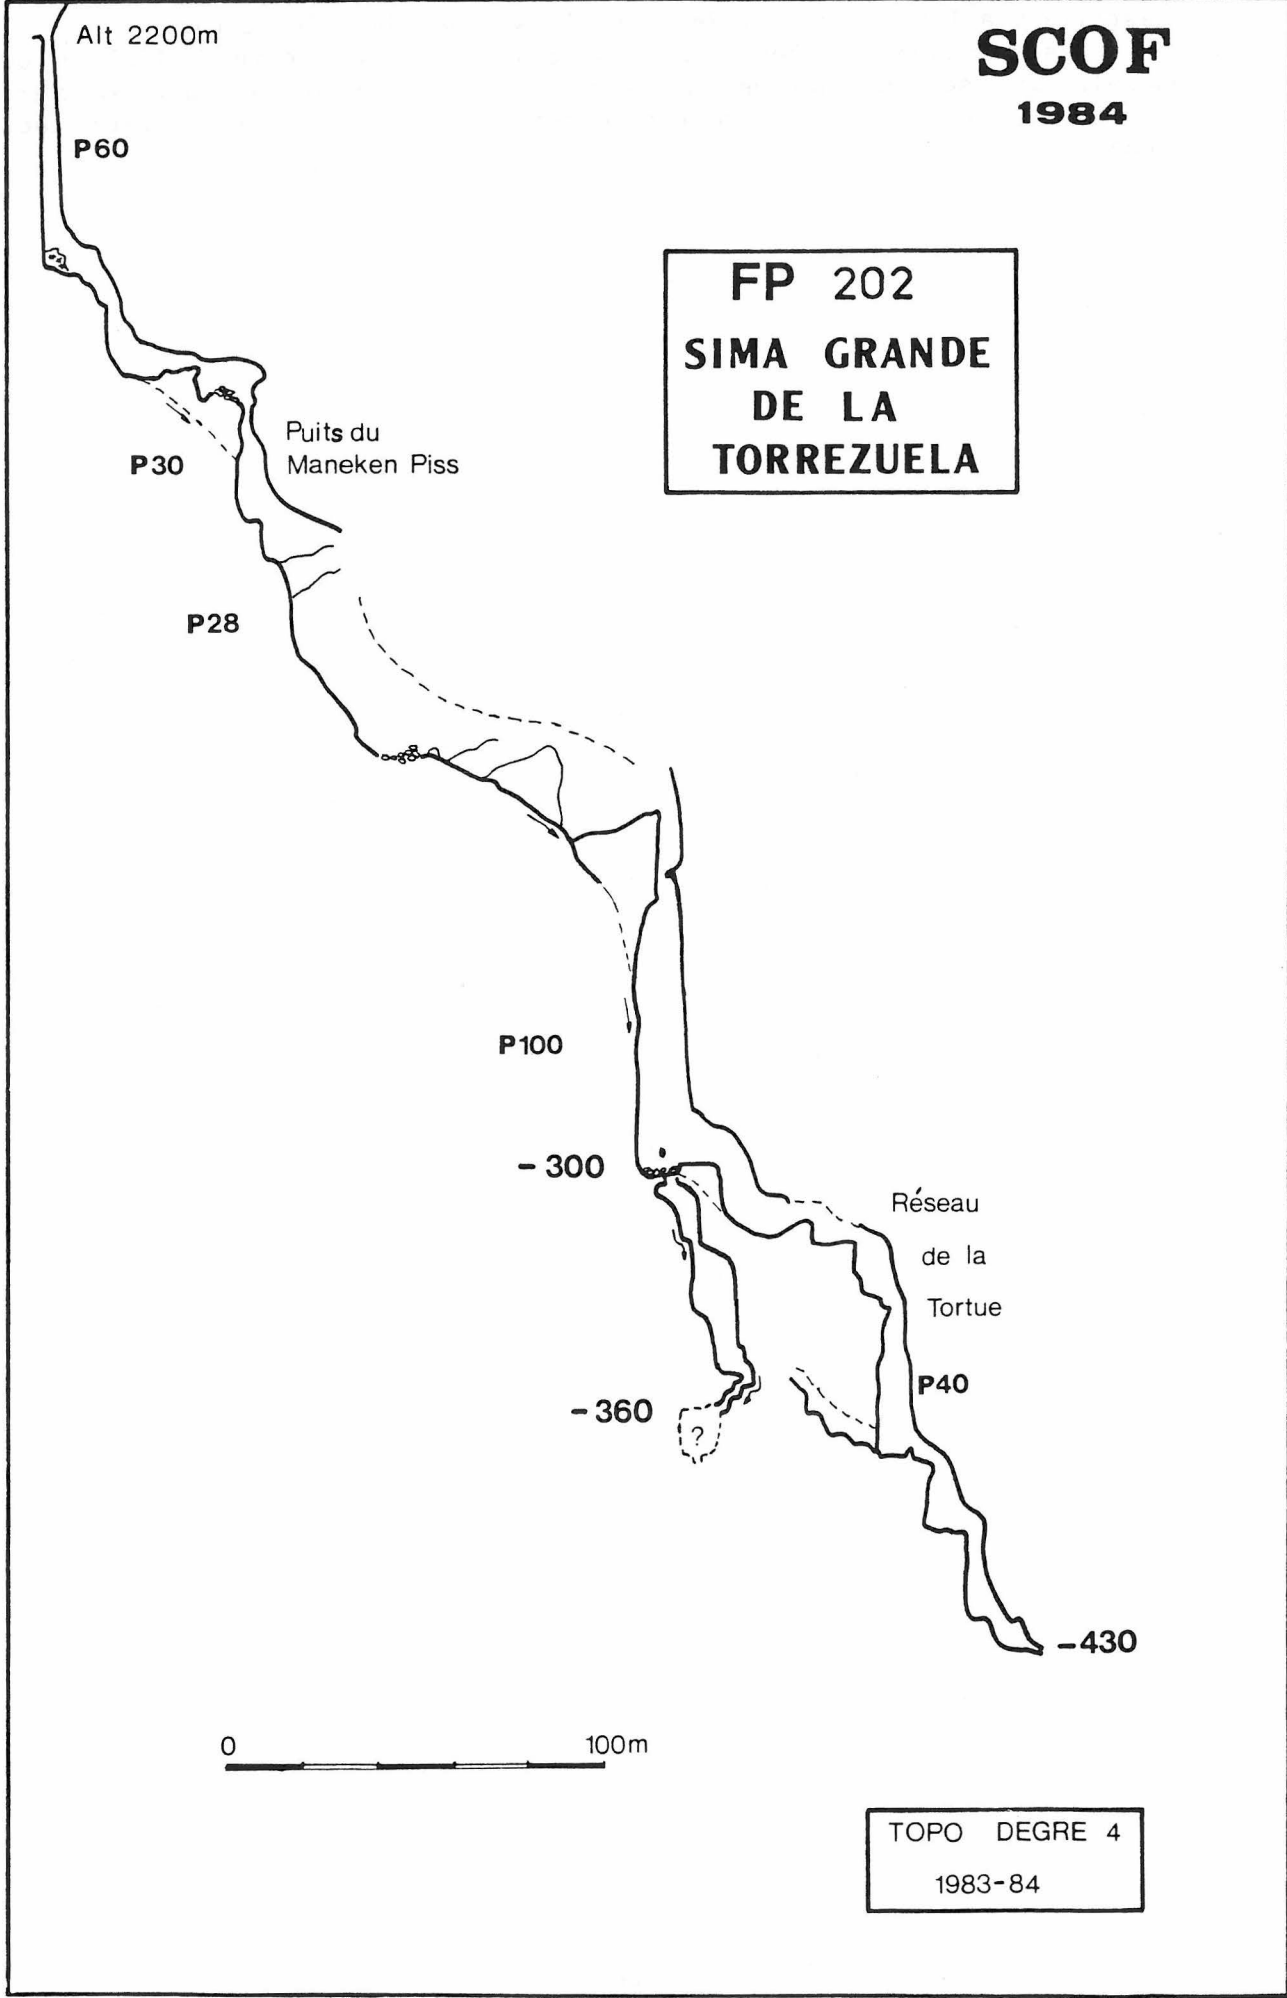 Alt 2200m
SCOF
1984
P60
FP 202
SIMA GRANDE
DE LA
TORREZUELA
Puits du
Maneken Piss
P30
P28
P100
-300
Réseau
de la
Tortue
P40
-360
?
-430
0 100m
TOPO DEGRE 4
1983-84